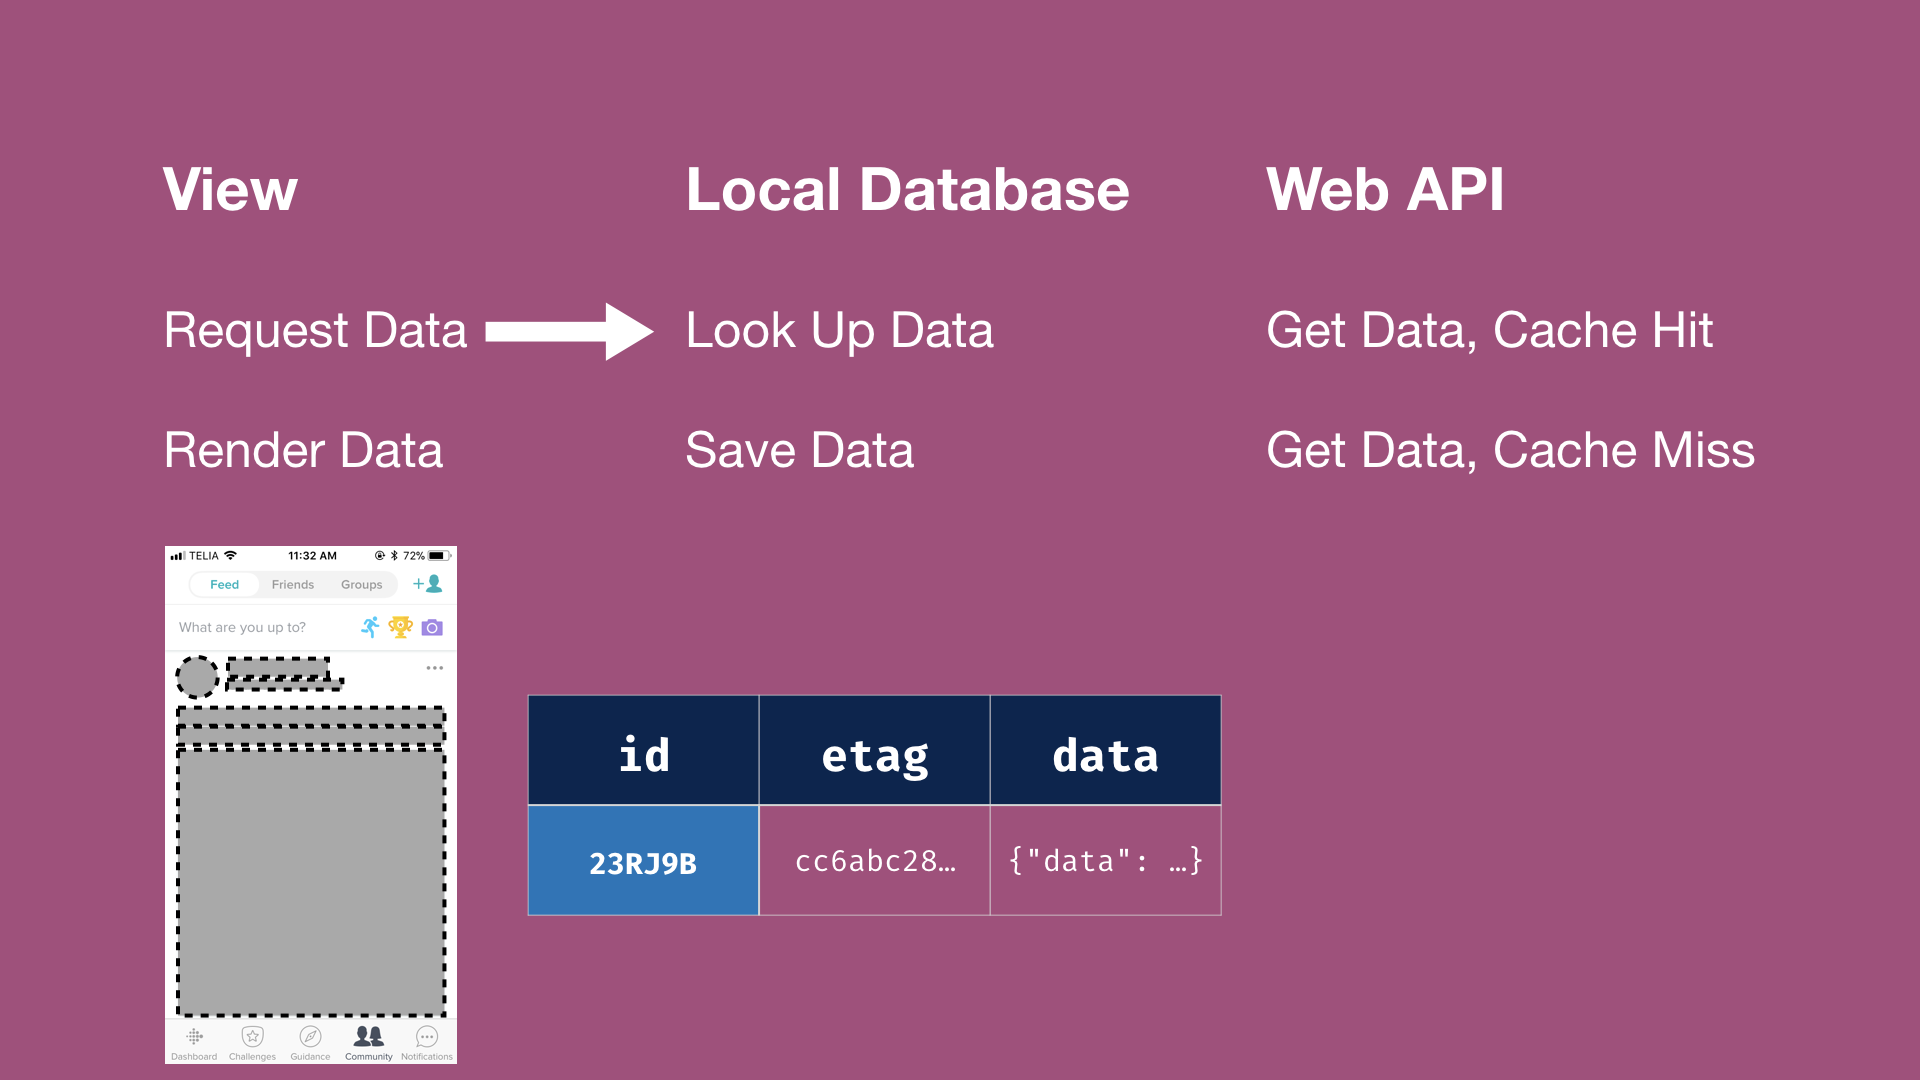 View Local Database Web API
Request Data Look Up Data Get Data, Cache Hit
Render Data Save Data Get Data, Cache Miss
TELIA 11:32 AM 72%
Feed Friends Groups
What are you up to?
id etag data
23RJ9B cc6abc28… {"data": …}
Dashboard Challenges Guidance Community Notifications